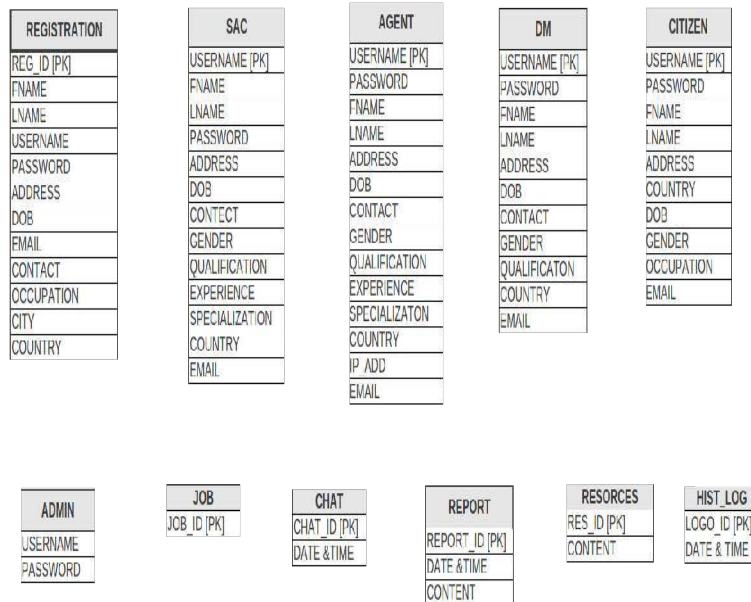 REGISTRATION
REG_ID [PK]
FNAME
LNAME
USERNAME
PASSWORD
ADDRESS
DOB
EMAIL
CONTACT
OCCUPATION
CITY
COUNTRY
SAC
USERNAME [PK]
FNAME
LNAME
PASSWORD
ADDRESS
DOB
CONTECT
GENDER
QUALIFICATION
EXPERIENCE
SPECIALIZATION
COUNTRY
EMAIL
AGENT
USERNAME [PK]
PASSWORD
FNAME
LNAME
ADDRESS
DOB
CONTACT
GENDER
QUALIFICATION
EXPERIENCE
SPECIALIZATON
COUNTRY
IP_ADD
EMAIL
DM
USERNAME [PK]
PASSWORD
FNAME
LNAME
ADDRESS
DOB
CONTACT
GENDER
QUALIFICATON
COUNTRY
EMAIL
CITIZEN
USERNAME [PK]
PASSWORD
FNAME
LNAME
ADDRESS
COUNTRY
DOB
GENDER
OCCUPATION
EMAIL
ADMIN
USERNAME
PASSWORD
JOB
JOB_ID [PK]
CHAT
CHAT_ID [PK]
DATE &TIME
REPORT
REPORT_ID [PK]
DATE &TIME
CONTENT
RESORCES
RES_ID [PK]
CONTENT
HIST_LOG
LOGO_ID [PK]
DATE & TIME